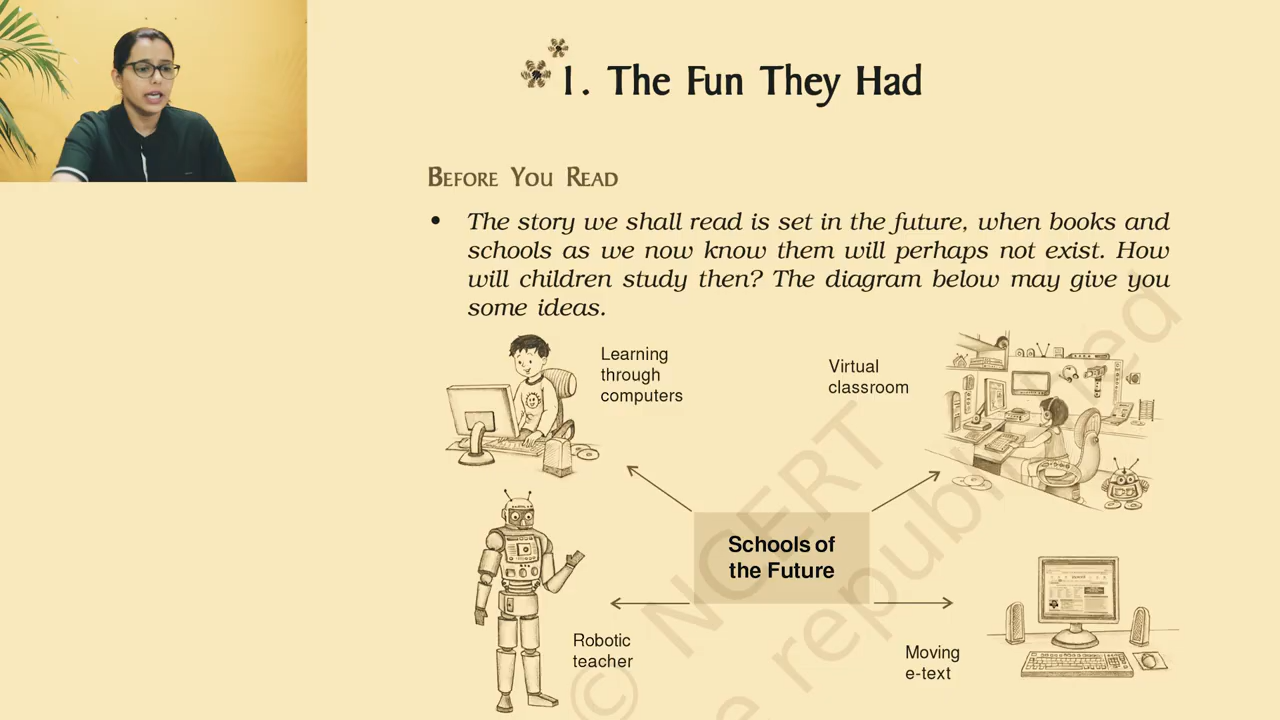 1. The Fun They Had
BEFORE YOU READ
• The story we shall read is set in the future, when books and
schools as we now know them will perhaps not exist. How
will children study then? The diagram below may give you
some ideas.
Learning
through
computers
Virtual
classroom
Schools of
the Future
Robotic
teacher
Moving
e-text
© NCERT
be republished